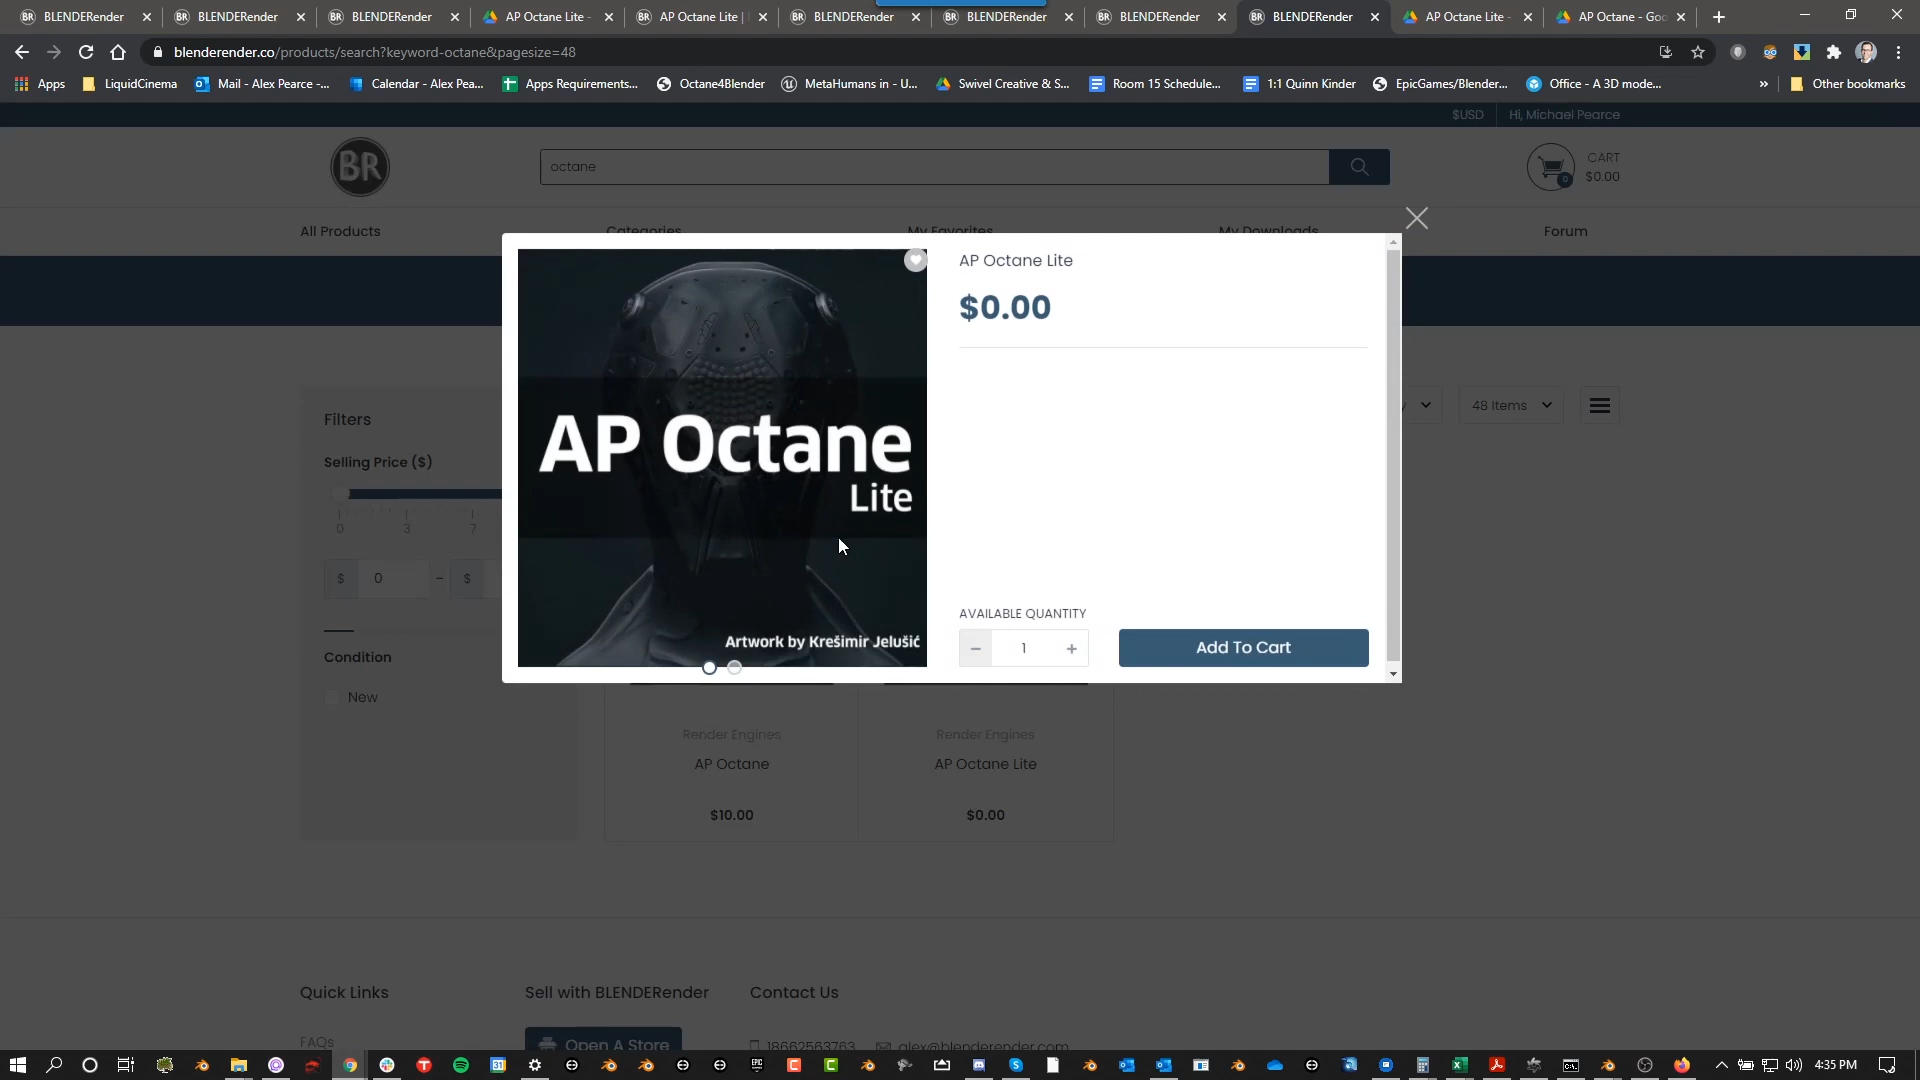 BLENDERender
BLENDERender
BLENDERender
AP Octane Lite -
AP Octane Lite |
BLENDERender
BLENDERender
BLENDERender
BLENDERender
AP Octane Lite -
AP Octane - Goo
blenderender.co/products/search?keyword-octane&pagesize=48
Apps
LiquidCinema
Mail - Alex Pearce -...
Calendar - Alex Pea...
Apps Requirements...
Octane4Blender
MetaHumans in - U...
Swivel Creative & S...
Room 15 Schedule...
1:1 Quinn Kinder
EpicGames/Blender...
Office - A 3D mode...
»
Other bookmarks
$USD
Hi, Michael Pearce
BR
octane
CART
0
$0.00
All Products
Categories
My Favorites
My Downloads
Forum
AP Octane
Lite
Artwork by Krešimir Jelušić
AP Octane Lite
$0.00
AVAILABLE QUANTITY
− 1 +
Add To Cart
Filters
48 Items
Selling Price ($)
0 3 7
$ 0 - $
Condition
New
Render Engines
AP Octane
$10.00
Render Engines
AP Octane Lite
$0.00
Quick Links
Sell with BLENDERender
Contact Us
FAQs
Open A Store
18662563763
alex@blenderender.com
4:35 PM